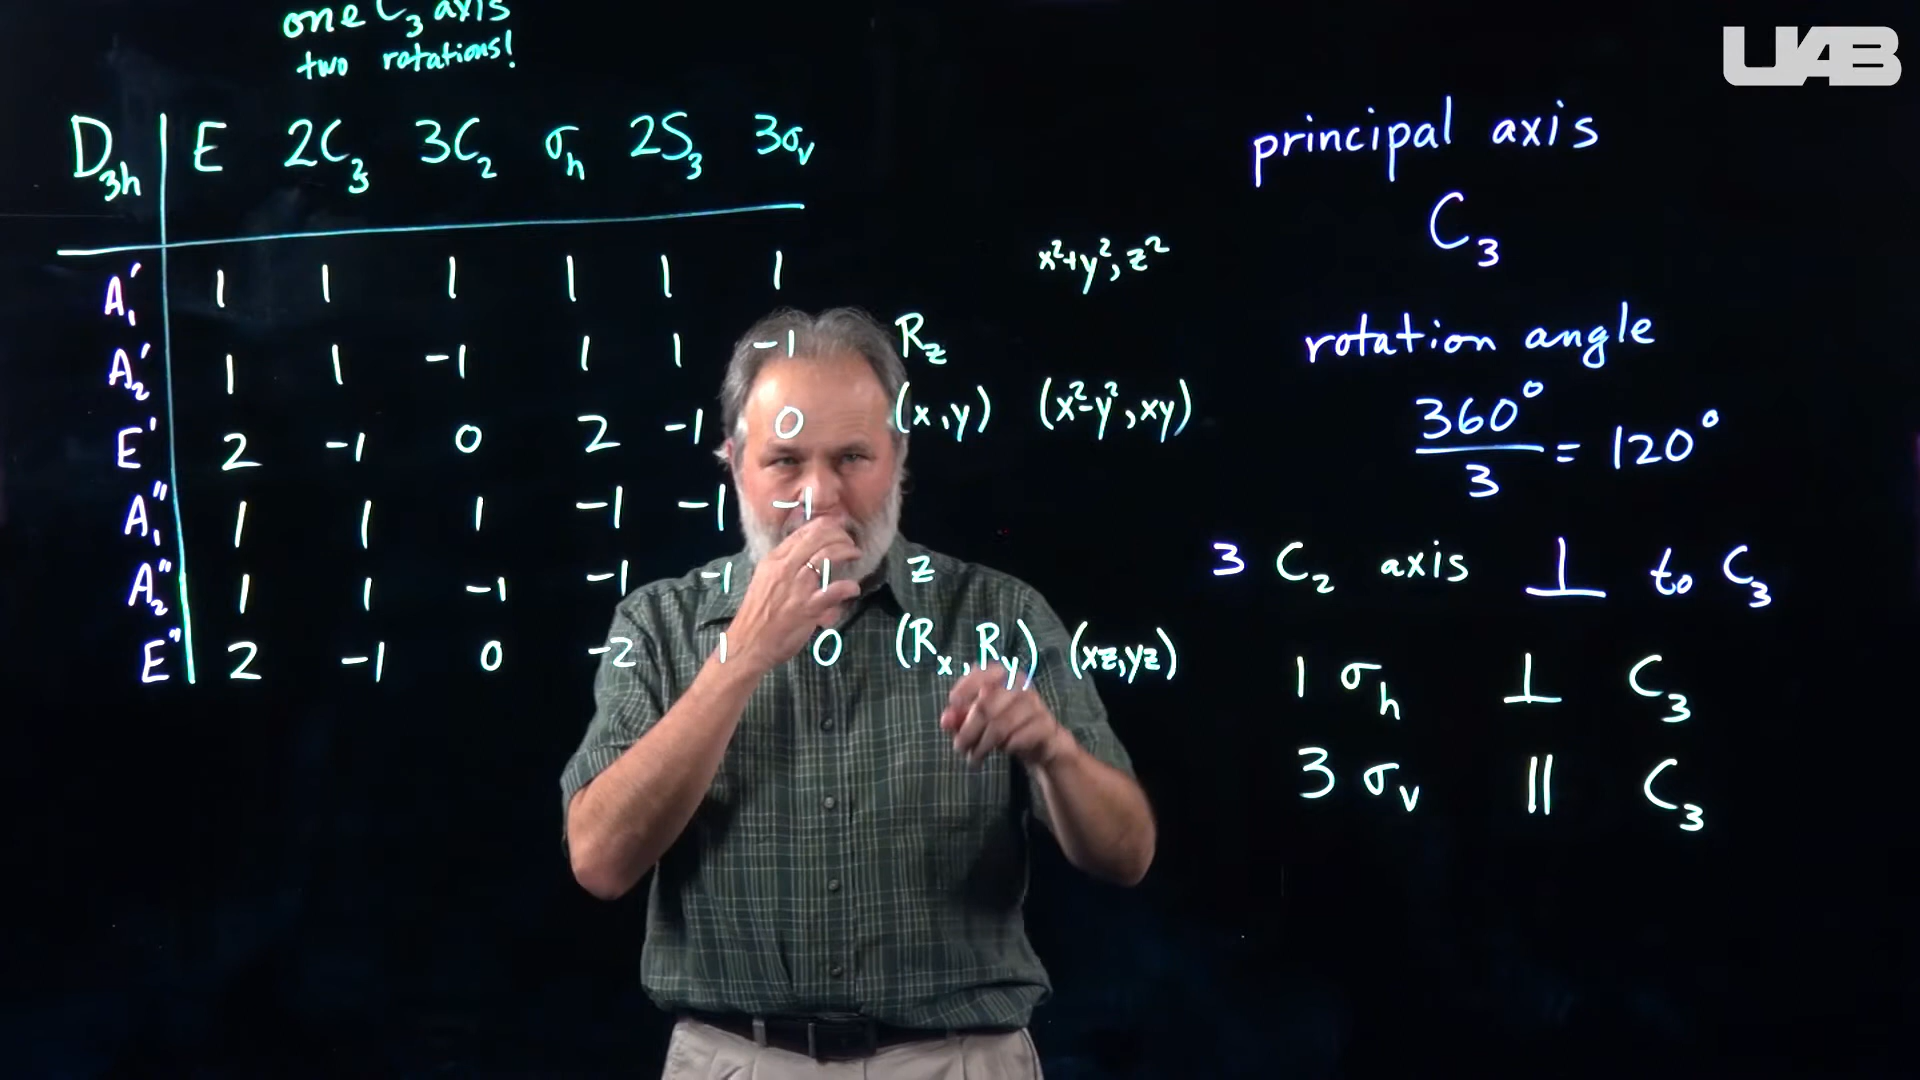 one C₃ axis
two rotations!
UAB
D₃ₕ E 2C₃ 3C₂ σₕ 2S₃ 3σᵥ
A₁′ 1 1 1 1 1 1 x²+y², z²
A₂′ 1 1 -1 1 1 -1 R_z
E′ 2 -1 0 2 -1 0 (x,y) (x²-y², xy)
A₁″ 1 1 1 -1 -1 -1
A₂″ 1 1 -1 -1 -1 1 z
E″ 2 -1 0 -2 1 0 (Rₓ, R_y) (xz, yz)
principal axis
C₃
rotation angle
360°/3 = 120°
3 C₂ axis ⊥ to C₃
1 σₕ ⊥ C₃
3 σᵥ || C₃